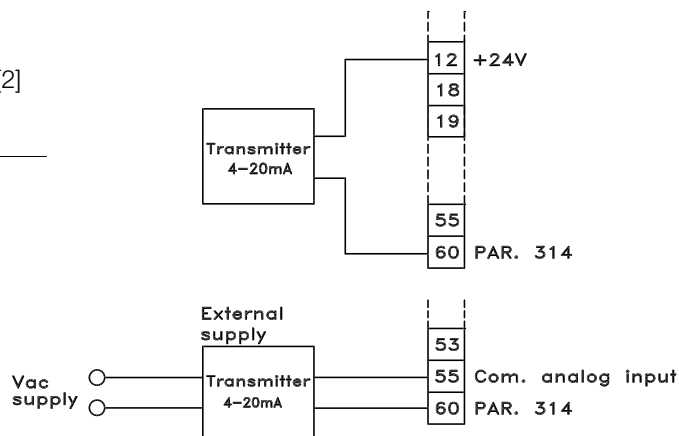 2]
12 +24V
18
19
Transmitter
4-20mA
55
60 PAR. 314
External
supply
53
Vac
supply
Transmitter
4-20mA
55 Com. analog input
60 PAR. 314